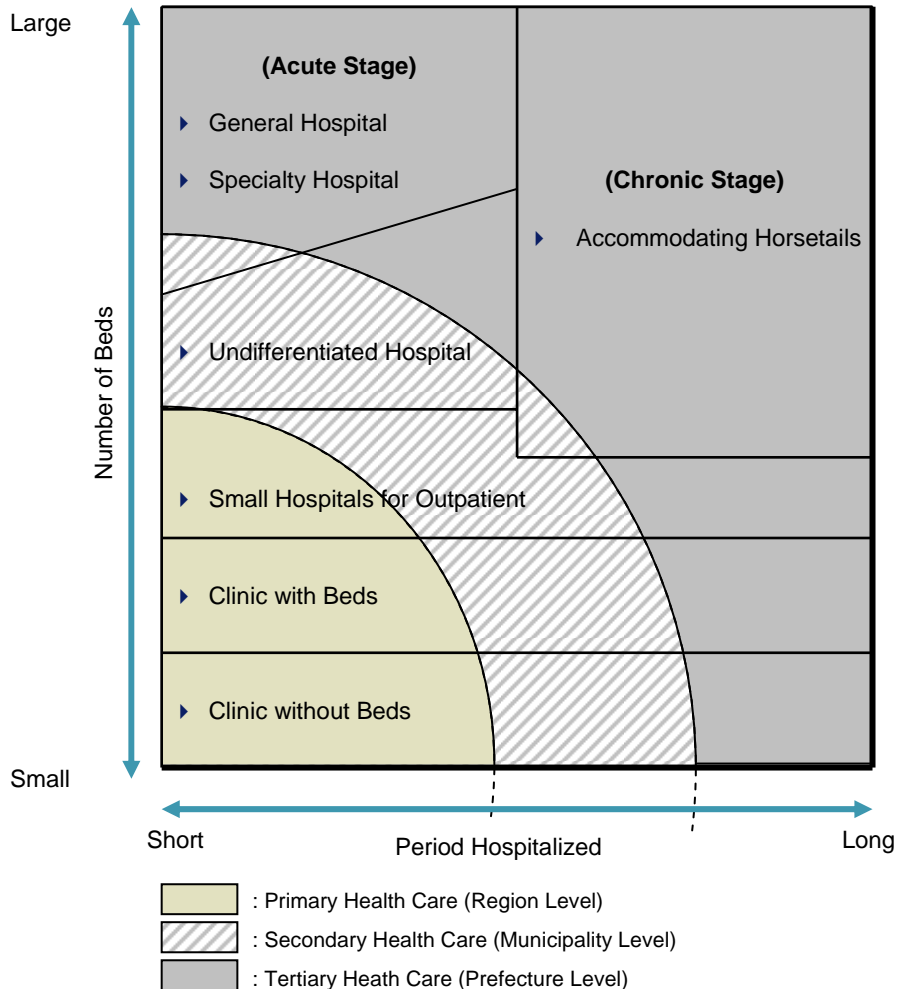 Large
(Acute Stage)
General Hospital
Specialty Hospital
(Chronic Stage)
Accommodating Horsetails
Number of Beds
Undifferentiated Hospital
Small Hospitals for Outpatient
Clinic with Beds
Clinic without Beds
Small
Short
Period Hospitalized
Long
: Primary Health Care (Region Level)
: Secondary Health Care (Municipality Level)
: Tertiary Heath Care (Prefecture Level)